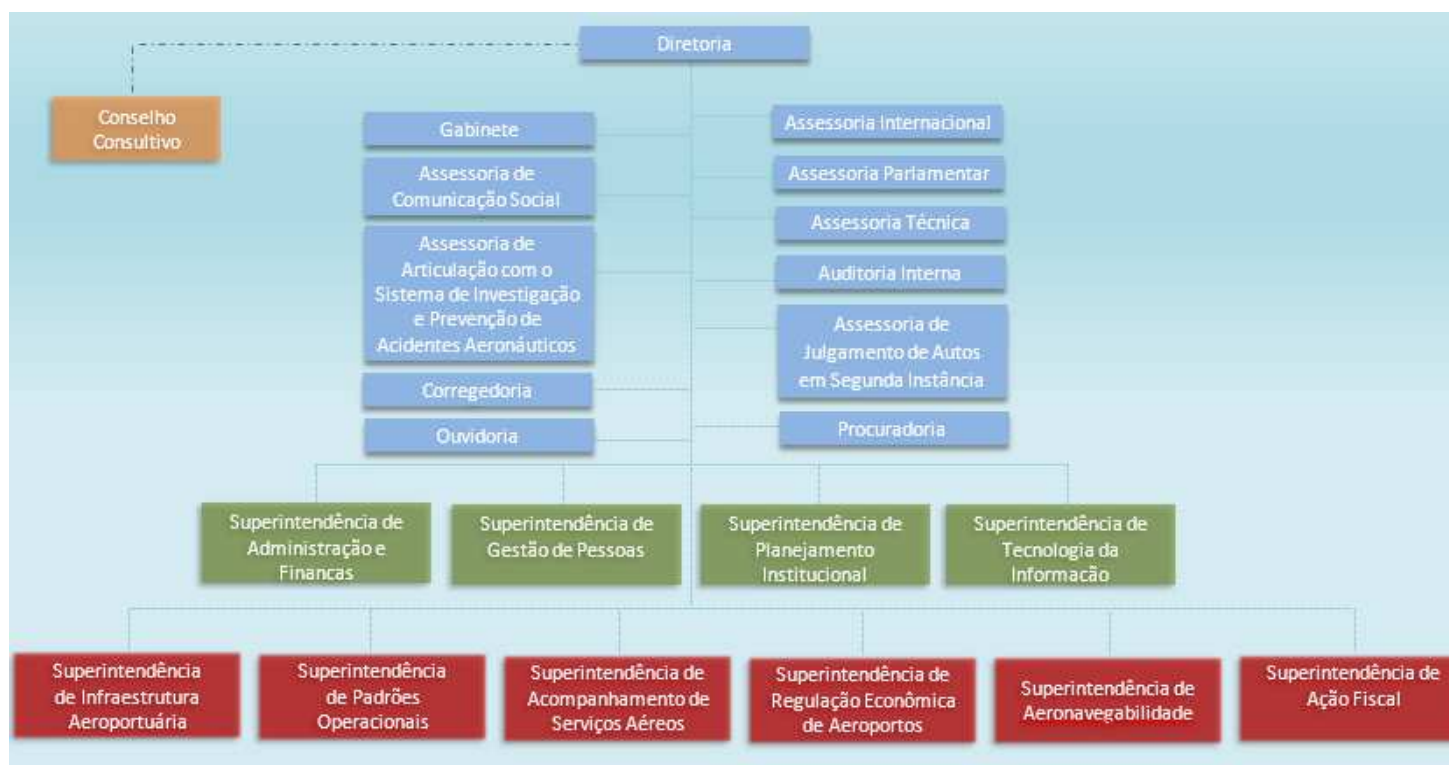 Diretoria
Conselho
Consultivo
Gabinete
Assessoria de
Comunicação Social
Assessoria de
Articulação com o
Sistema de Investigação
e Prevenção de
Acidentes Aeronáuticos
Corregedoria
Ouvidoria
Assessoria Internacional
Assessoria Parlamentar
Assessoria Técnica
Auditoria Interna
Assessoria de
Julgamento de Autos
em Segunda Instância
Procuradoria
Superintendência de
Administração e
Financas
Superintendência de
Gestão de Pessoas
Superintendência de
Planejamento
Institucional
Superintendência de
Tecnologia da
Informacão
Superintendência
de Infraestrutura
Aeroportuária
Superintendência
de Padrões
Operacionais
Superintendência de
Acompanhamento de
Serviços Aéreos
Superintendência de
Regulação Econômica
de Aeroportos
Superintendência de
Aeronavegabilidade
Superintendência de
Ação Fiscal